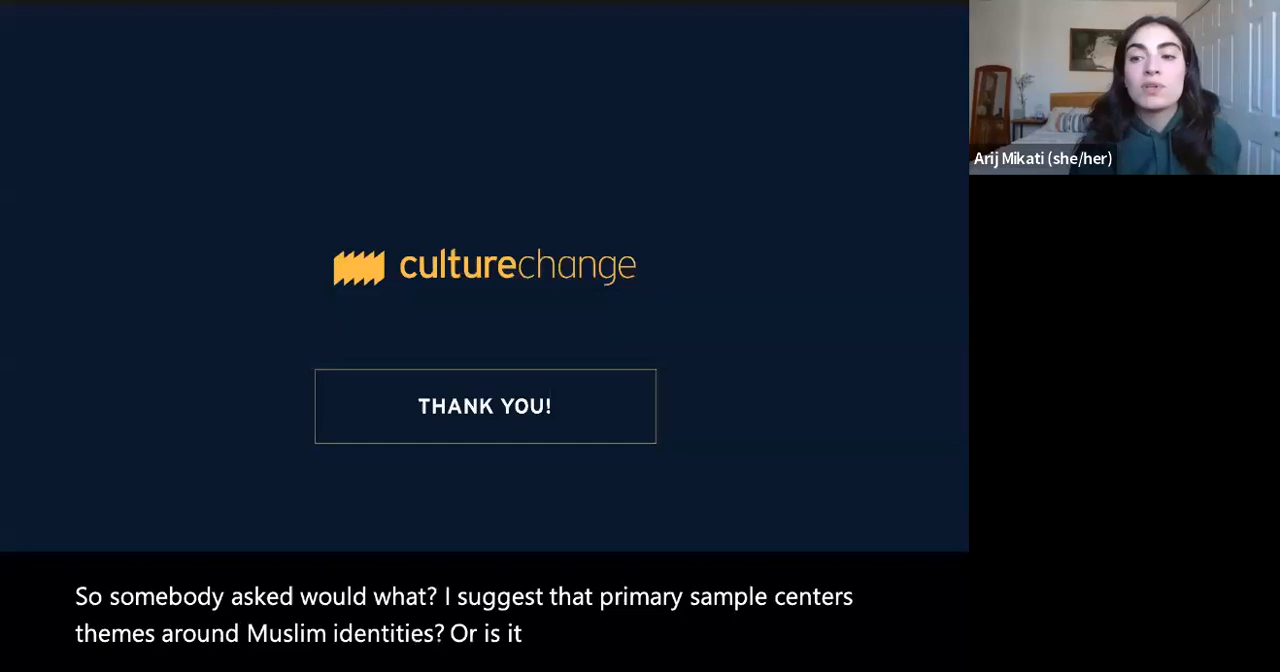 Arij Mikati (she/her)
culturechange
THANK YOU!
So somebody asked would what? I suggest that primary sample centers
themes around Muslim identities? Or is it